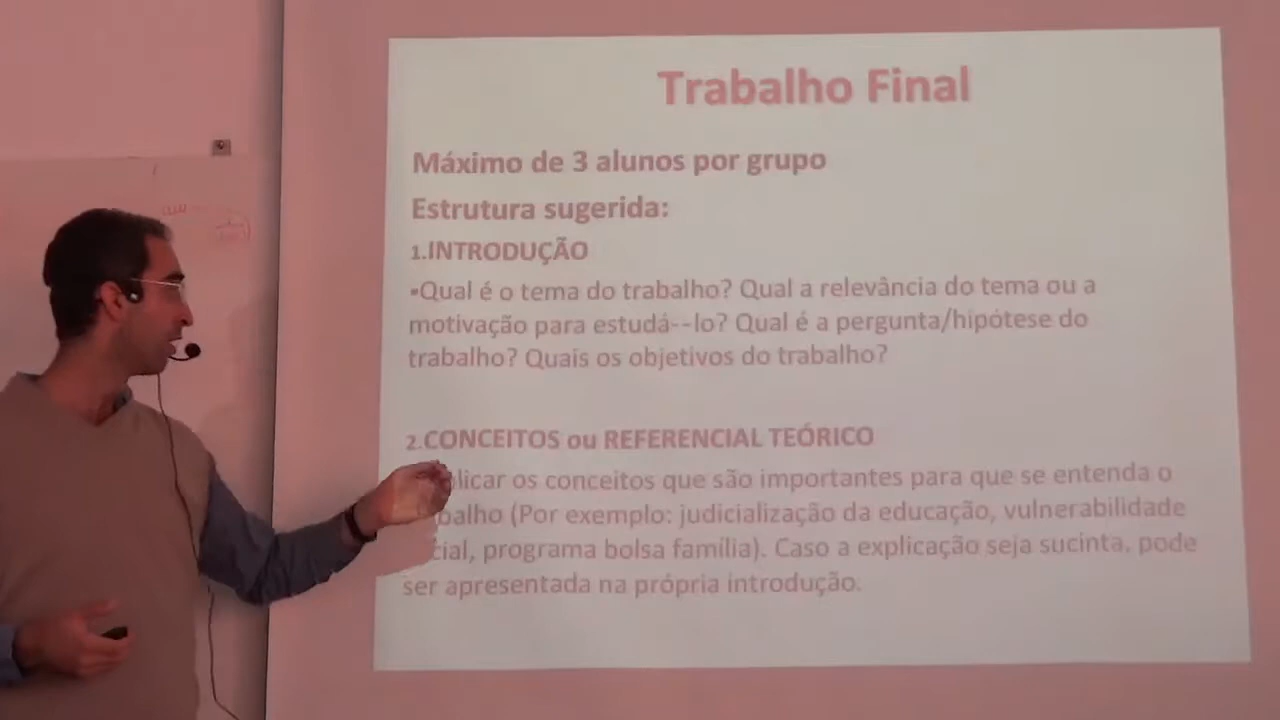 Trabalho Final
Máximo de 3 alunos por grupo
Estrutura sugerida:
1.INTRODUÇÃO
•Qual é o tema do trabalho? Qual a relevância do tema ou a
motivação para estudá--lo? Qual é a pergunta/hipótese do
trabalho? Quais os objetivos do trabalho?
2.CONCEITOS ou REFERENCIAL TEÓRICO
os conceitos que são importantes para que se entenda o
(Por exemplo: judicialização da educação, vulnerabilidade
programa bolsa família). Caso a explicação seja sucinta, pode
ser apresentada na própria introdução.